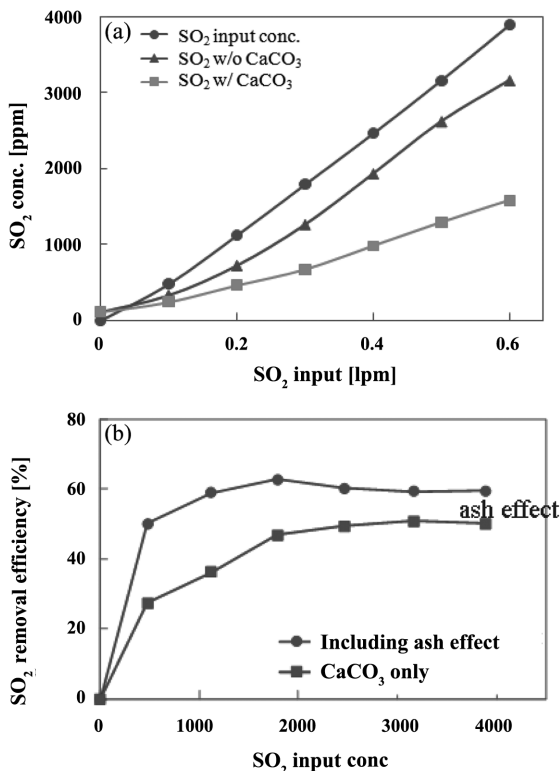 (a)
SO2 input conc.
SO2 w/o CaCO3
SO2 w/ CaCO3
4000
3000
2000
1000
0
SO2 conc. [ppm]
0 0.2 0.4 0.6
SO2 input [lpm]
(b)
80
60
40
20
0
SO2 removal efficiency [%]
ash effect
Including ash effect
CaCO3 only
0 1000 2000 3000 4000
SO2 input conc